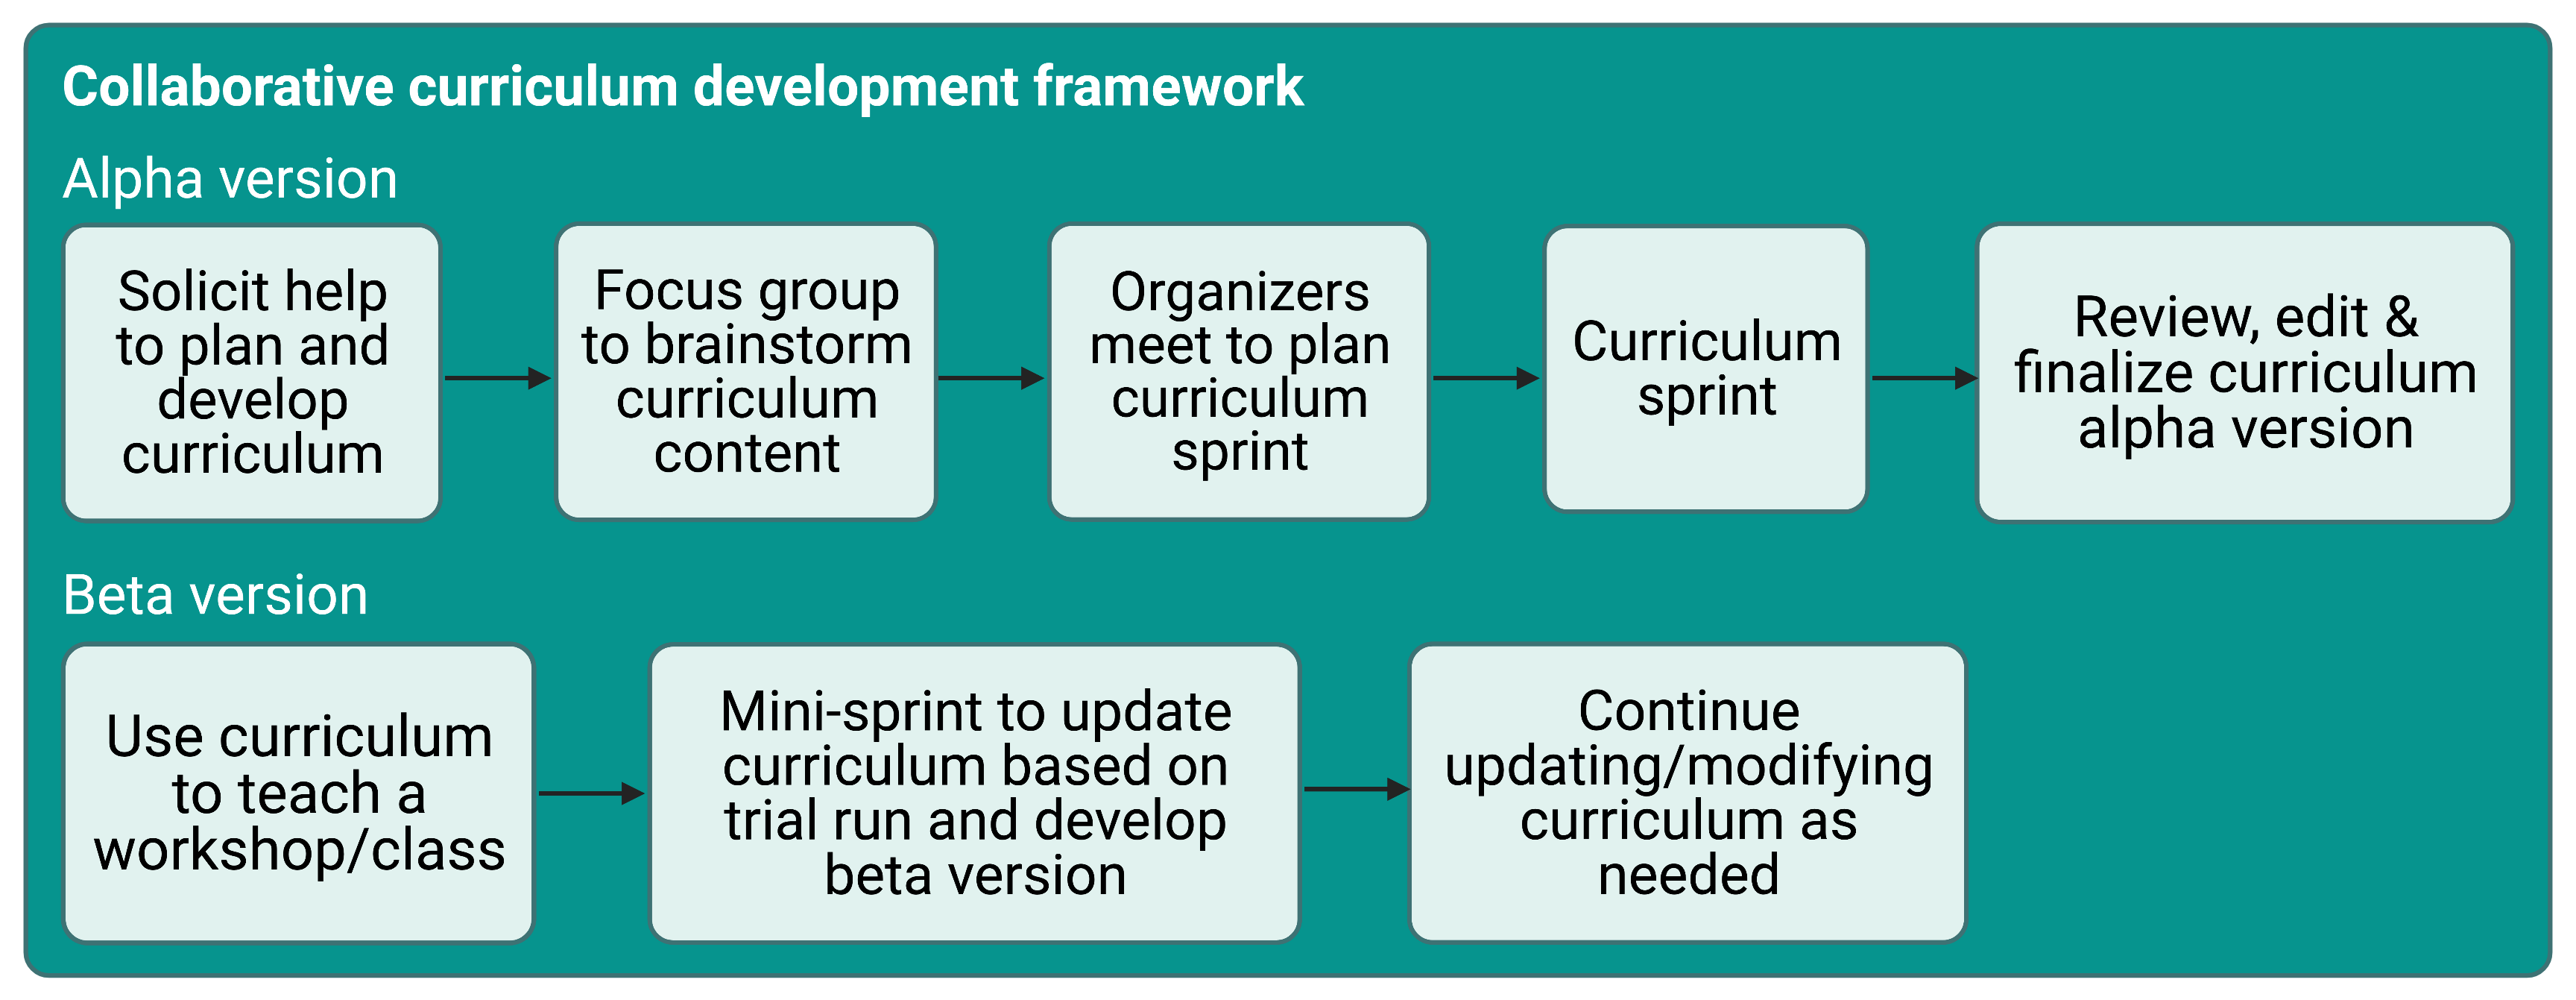 Collaborative curriculum development framework
Alpha version
Solicit help
to plan and
develop
curriculum
Focus group
to brainstorm
curriculum
content
Organizers
meet to plan
curriculum
sprint
Curriculum
sprint
Review, edit &
finalize curriculum
alpha version
Beta version
Use curriculum
to teach a
workshop/class
Mini-sprint to update
curriculum based on
trial run and develop
beta version
Continue
updating/modifying
curriculum as
needed